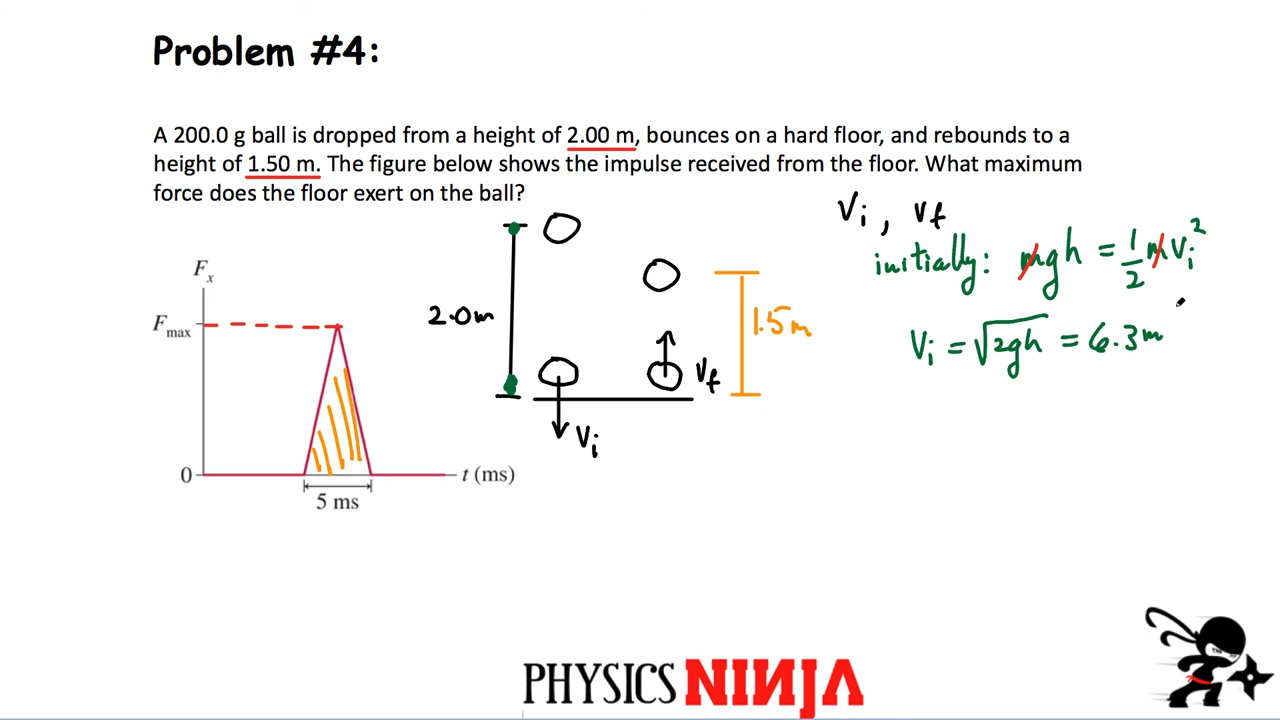 Problem #4:
A 200.0 g ball is dropped from a height of 2.00 m, bounces on a hard floor, and rebounds to a
height of 1.50 m. The figure below shows the impulse received from the floor. What maximum
force does the floor exert on the ball?
Vi , Vf
initially: mgh = 1/2 mVi²
Vi = √2gh = 6.3m
Fx
Fmax
0
t (ms)
5 ms
2.0m
Vi
Vf
1.5m
PHYSICS NINJA